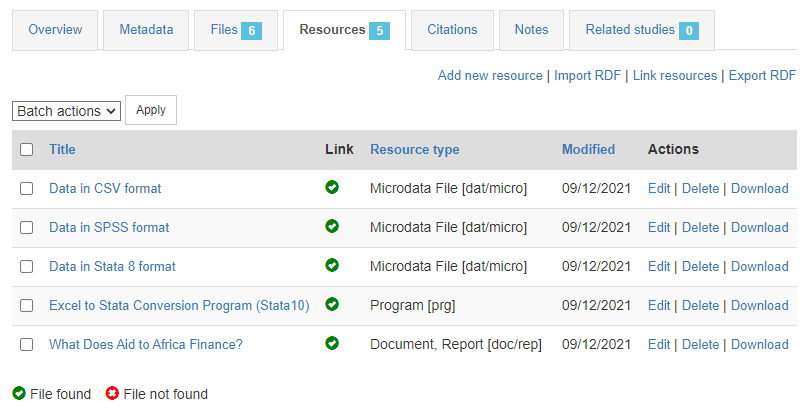 Overview Metadata Files 6 Resources 5 Citations Notes Related studies 0
Add new resource | Import RDF | Link resources | Export RDF
Batch actions Apply
Title Link Resource type Modified Actions
Data in CSV format Microdata File [dat/micro] 09/12/2021 Edit | Delete | Download
Data in SPSS format Microdata File [dat/micro] 09/12/2021 Edit | Delete | Download
Data in Stata 8 format Microdata File [dat/micro] 09/12/2021 Edit | Delete | Download
Excel to Stata Conversion Program (Stata10) Program [prg] 09/12/2021 Edit | Delete | Download
What Does Aid to Africa Finance? Document, Report [doc/rep] 09/12/2021 Edit | Delete | Download
File found File not found